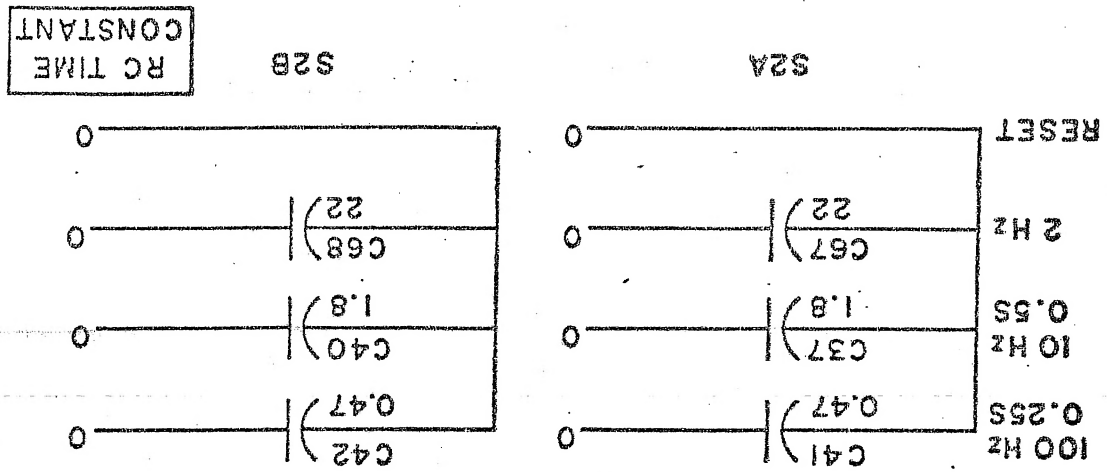 100 Hz
0.25S
C41
0.47
C42
0.47
10 Hz
0.5S
C37
1.8
C40
1.8
2 Hz
C67
22
C68
22
RESET
S2A
S2B
RC TIME
CONSTANT